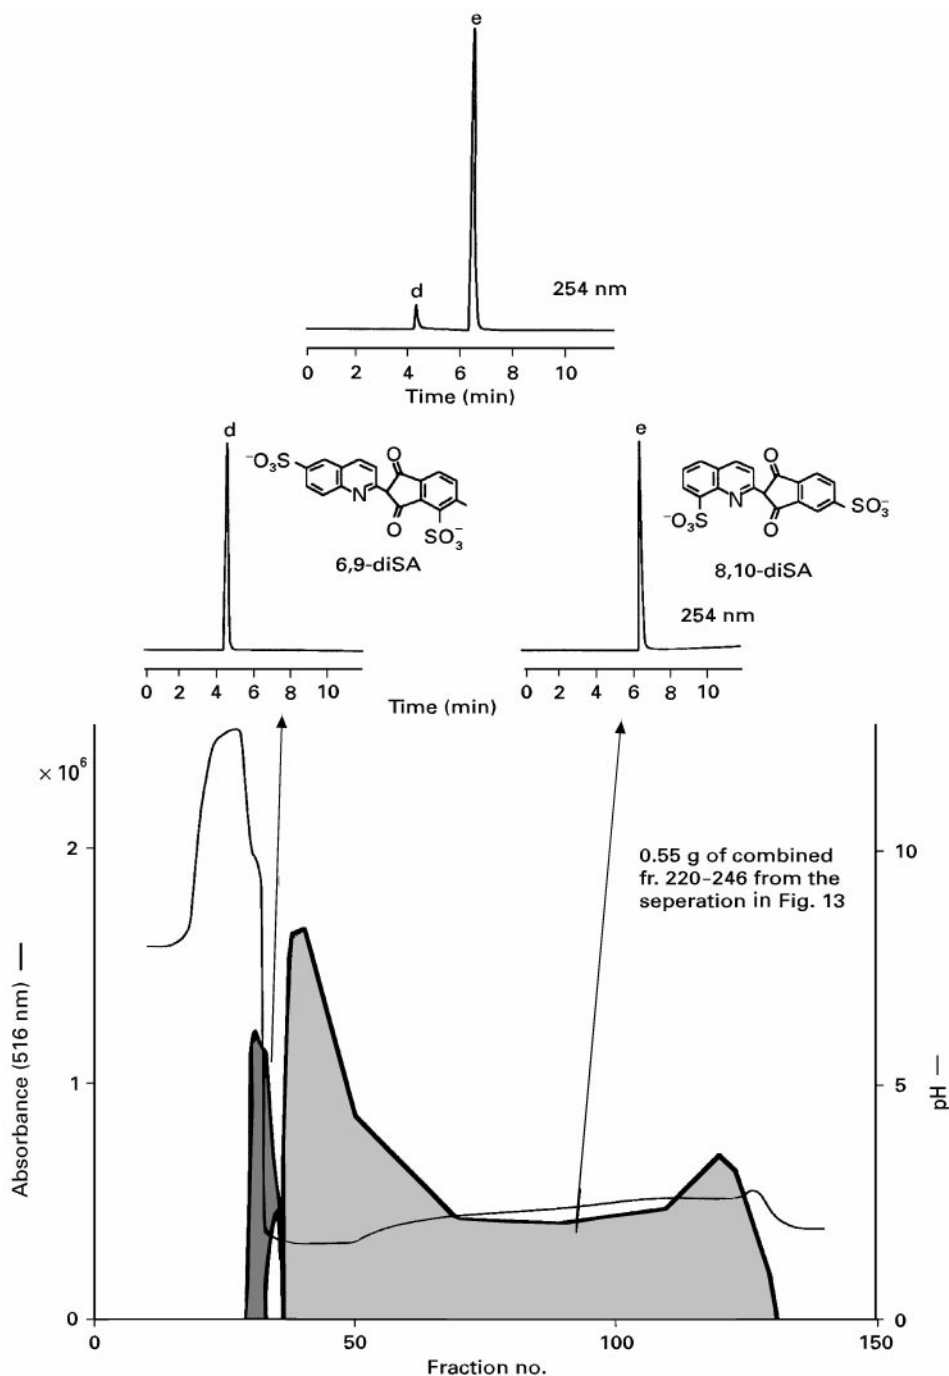 e
d
254 nm
0 2 4 6 8 10
Time (min)
d
⁻O₃S
O
N
O
SO₃⁻
6,9-diSA
e
O
N
O
⁻O₃S
SO₃⁻
8,10-diSA
254 nm
0 2 4 6 8 10
0 2 4 6 8 10
Time (min)
× 10⁶
2
1
0
Absorbance (516 nm) —
0.55 g of combined
fr. 220–246 from the
seperation in Fig. 13
10
5
0
pH —
0 50 100 150
Fraction no.